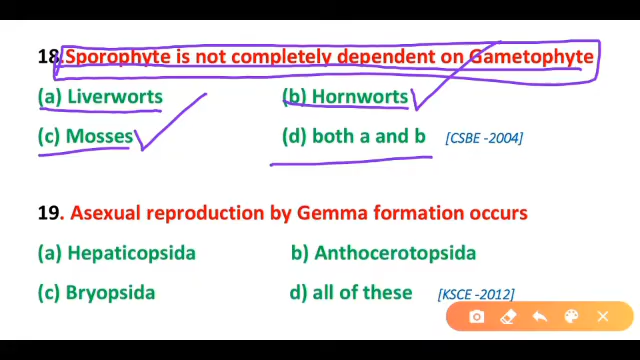 18. Sporophyte is not completely dependent on Gametophyte
(a) Liverworts (b) Hornworts
(c) Mosses (d) both a and b [CSBE -2004]
19. Asexual reproduction by Gemma formation occurs
(a) Hepaticopsida b) Anthocerotopsida
(c) Bryopsida d) all of these [KSCE -2012]